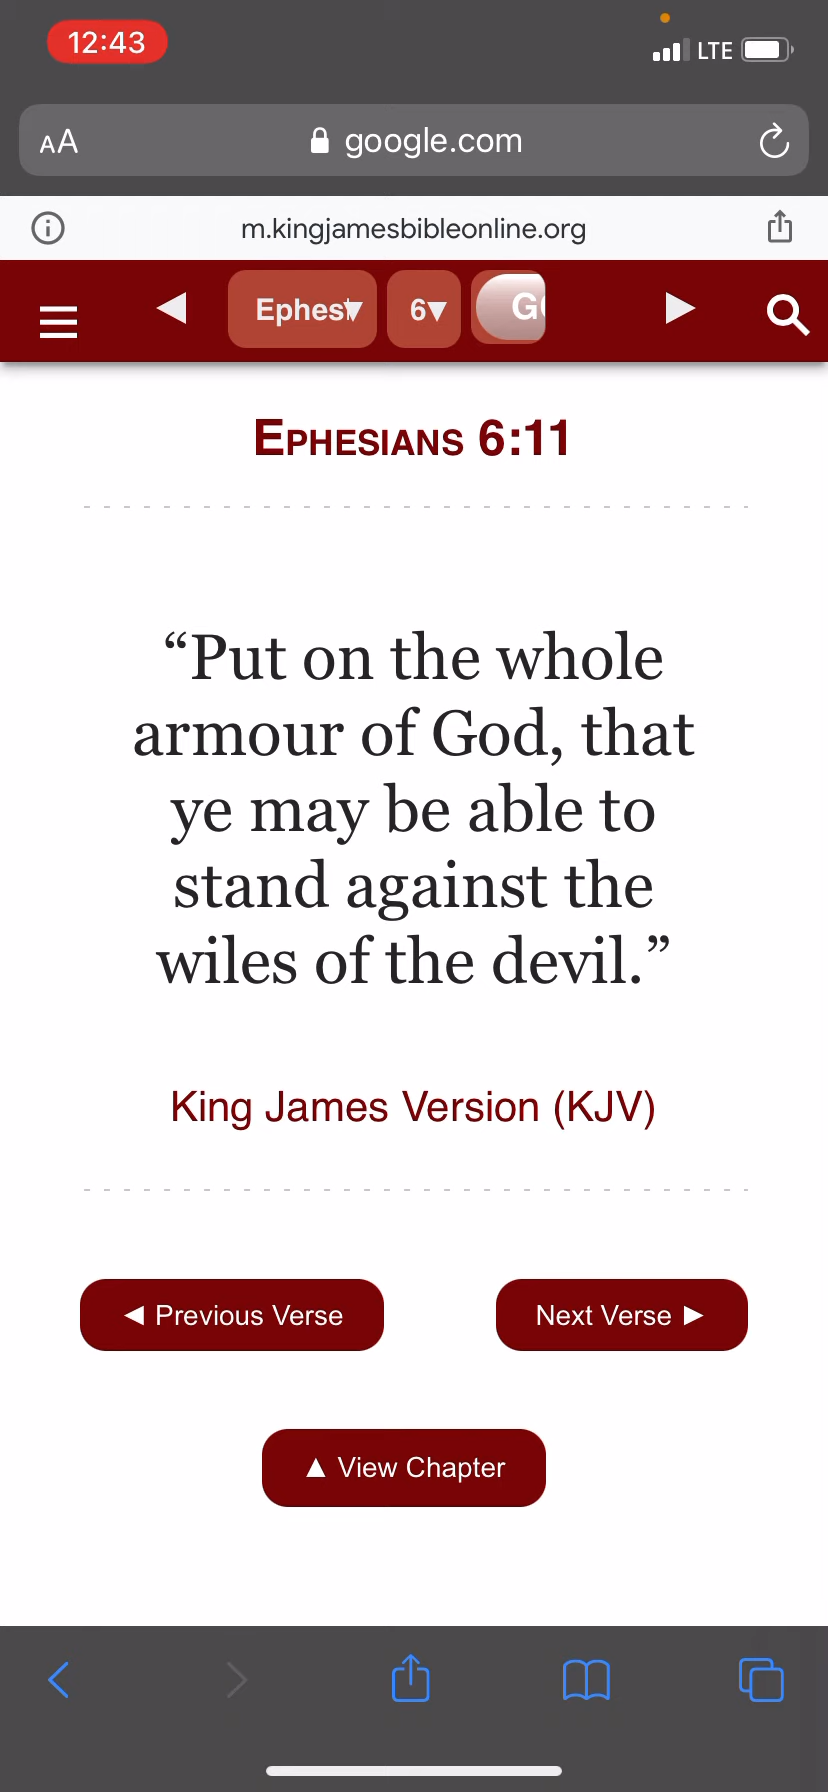 12:43
LTE
AA
google.com
m.kingjamesbibleonline.org
6
EPHESIANS 6:11
“Put on the whole
armour of God, that
ye may be able to
stand against the
wiles of the devil.”
King James Version (KJV)
◀ Previous Verse
Next Verse ▶
▲ View Chapter